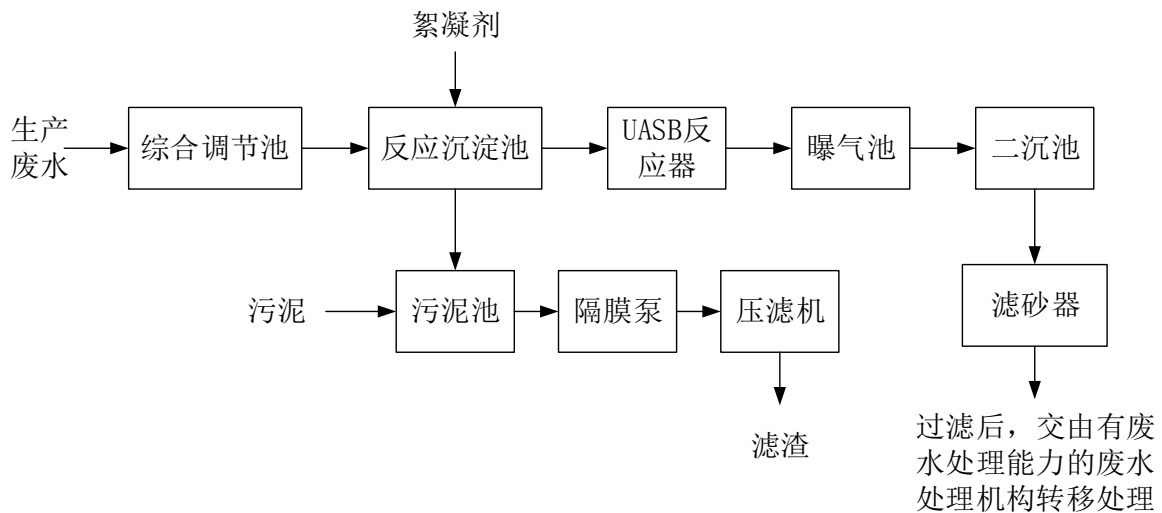 絮凝剂
生产
废水
综合调节池
反应沉淀池
UASB反
应器
曝气池
二沉池
污泥
污泥池
隔膜泵
压滤机
滤砂器
滤渣
过滤后，交由有废
水处理能力的废水
处理机构转移处理